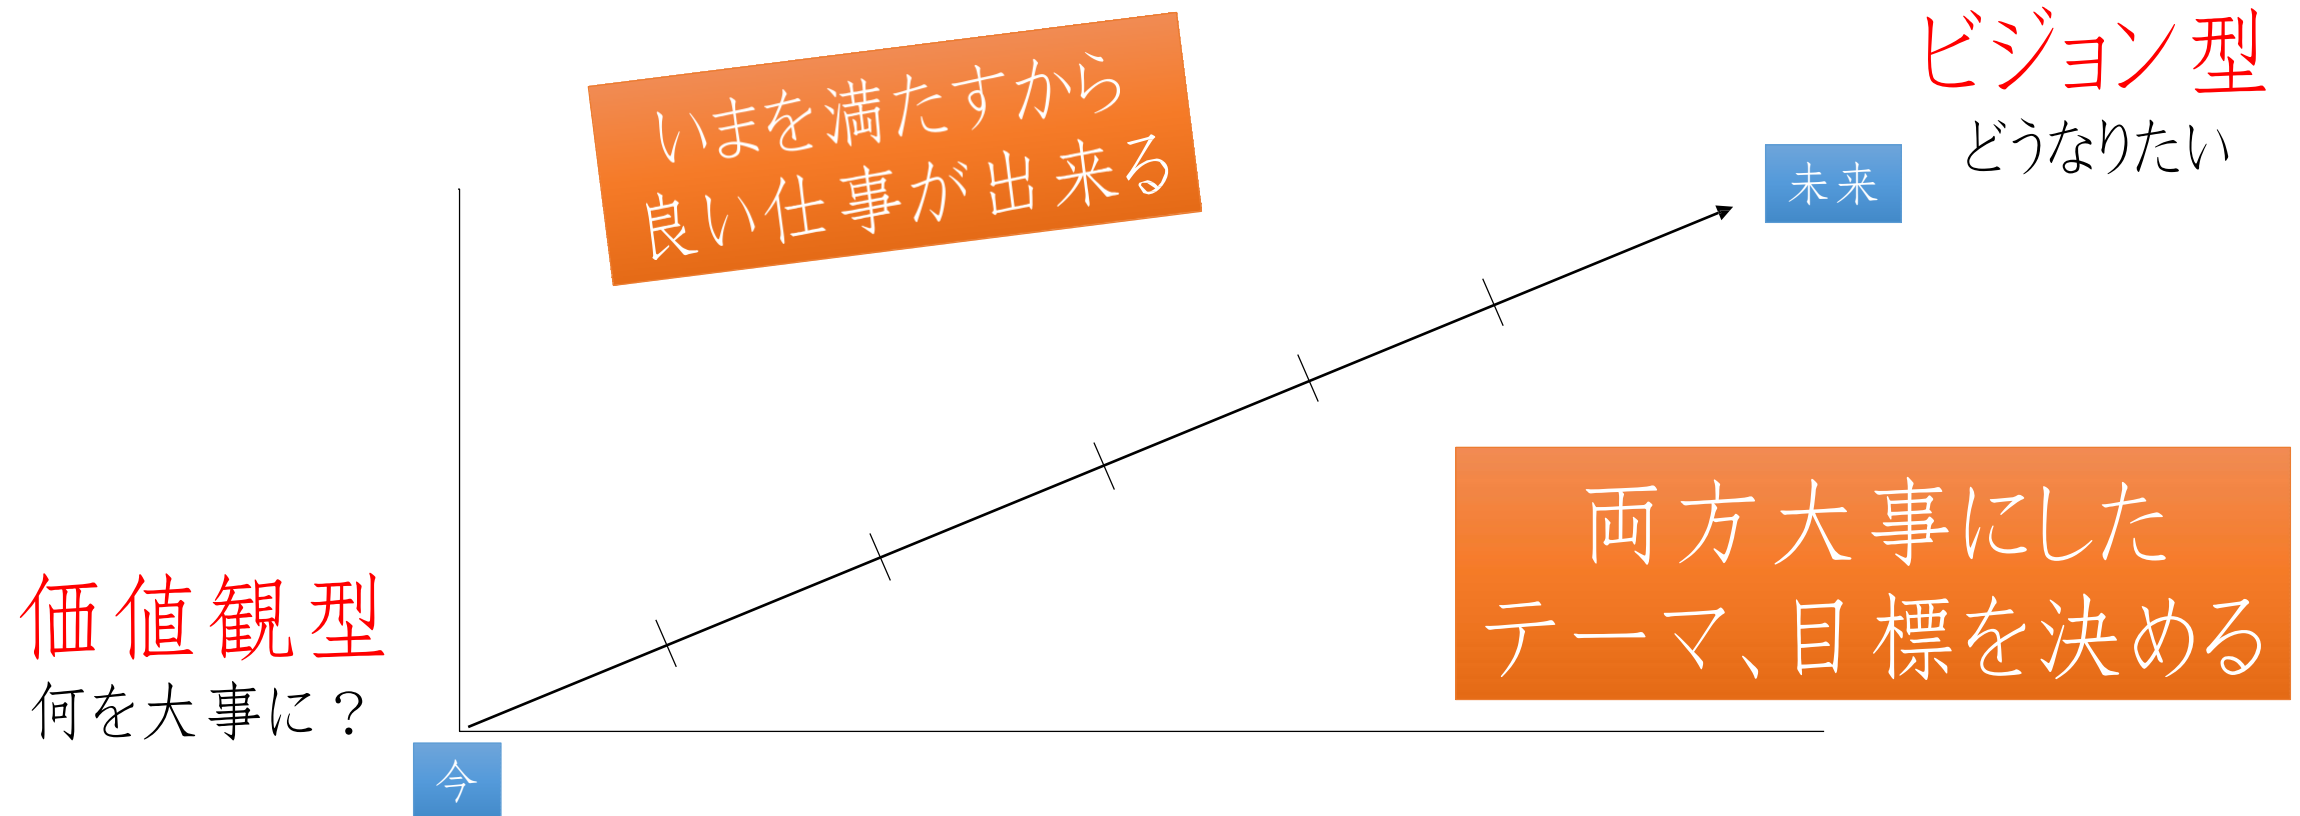 ビジョン型
どうなりたい
未来
いまを満たすから
良い仕事が出来る
両方大事にした
テーマ、目標を決める
価値観型
何を大事に？
今